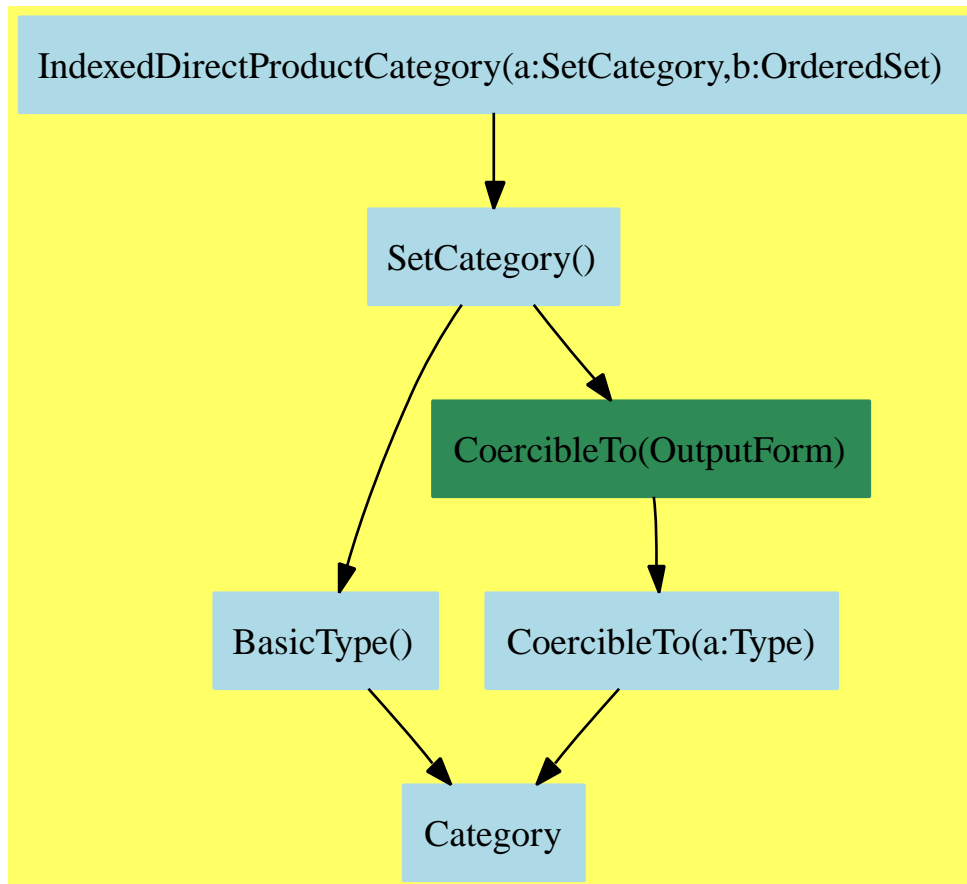 IndexedDirectProductCategory(a:SetCategory,b:OrderedSet)
SetCategory()
CoercibleTo(OutputForm)
BasicType()
CoercibleTo(a:Type)
Category